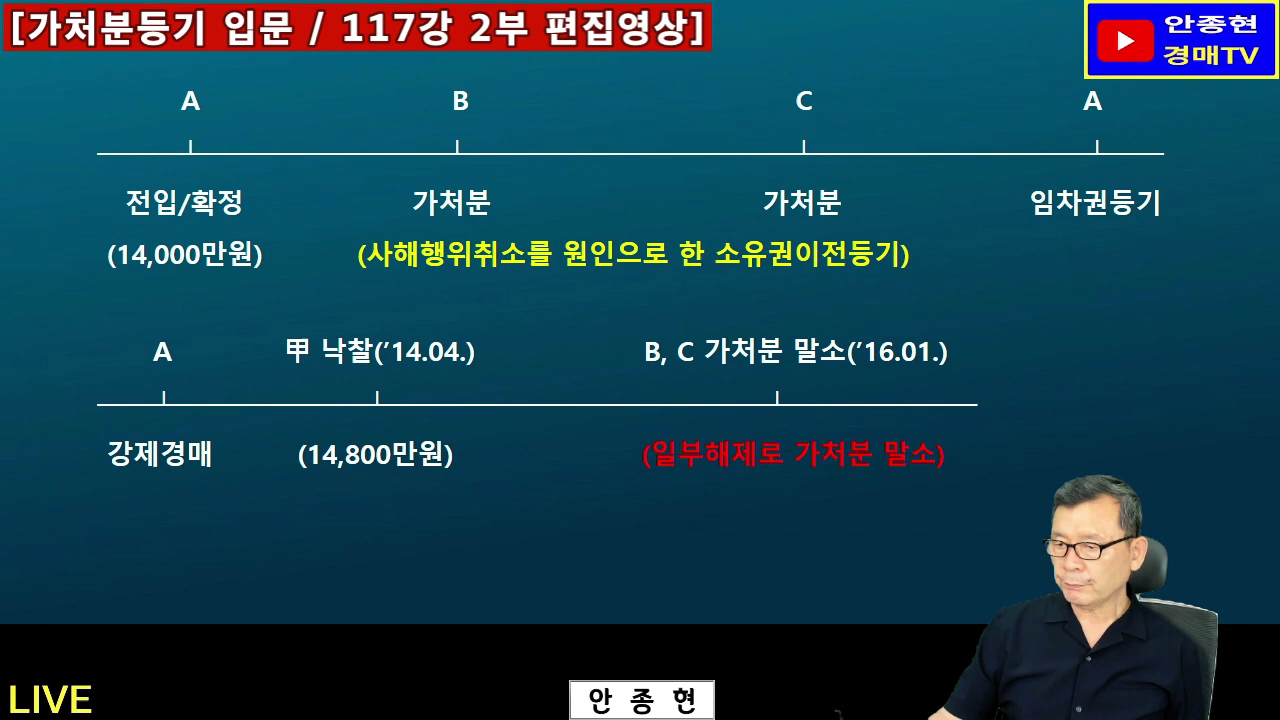 [가처분등기 입문 / 117강 2부 편집영상]
안종현
경매TV
A B C A
전입/확정 가처분 가처분 임차권등기
(14,000만원) (사해행위취소를 원인으로 한 소유권이전등기)
A 甲 낙찰(’14.04.) B, C 가처분 말소(’16.01.)
강제경매 (14,800만원) (일부해제로 가처분 말소)
LIVE
안 종 현